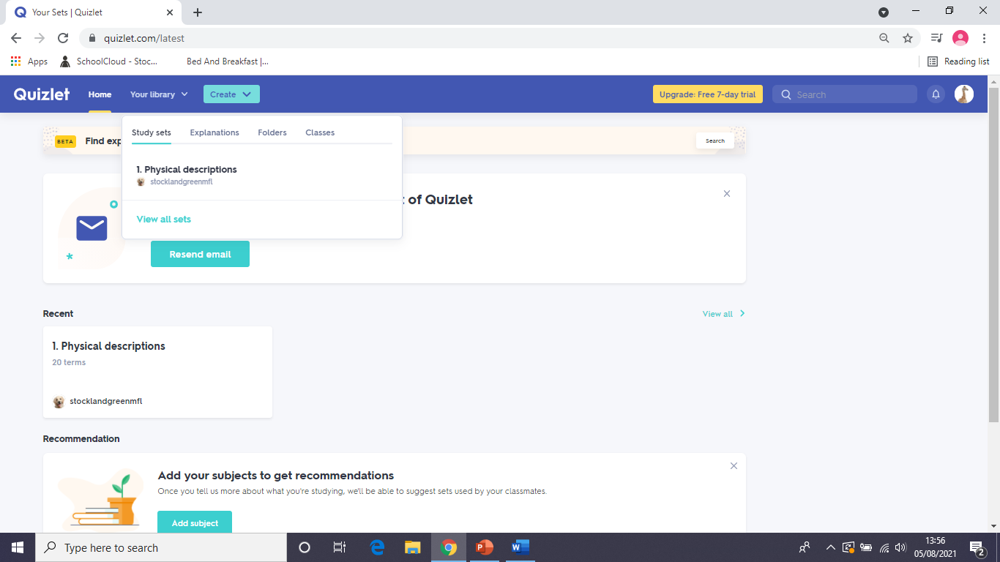 Your Sets | Quizlet
quizlet.com/latest
Apps SchoolCloud - Stoc... Bed And Breakfast |... Reading list
Quizlet Home Your library Create Upgrade: Free 7-day trial Search
Study sets Explanations Folders Classes
BETA Find exp Search
1. Physical descriptions
stocklandgreenmfl
of Quizlet
View all sets
Resend email
Recent View all
1. Physical descriptions
20 terms
stocklandgreenmfl
Recommendation
Add your subjects to get recommendations
Once you tell us more about what you're studying, we'll be able to suggest sets used by your classmates.
Add subject
Type here to search
13:56
05/08/2021
2